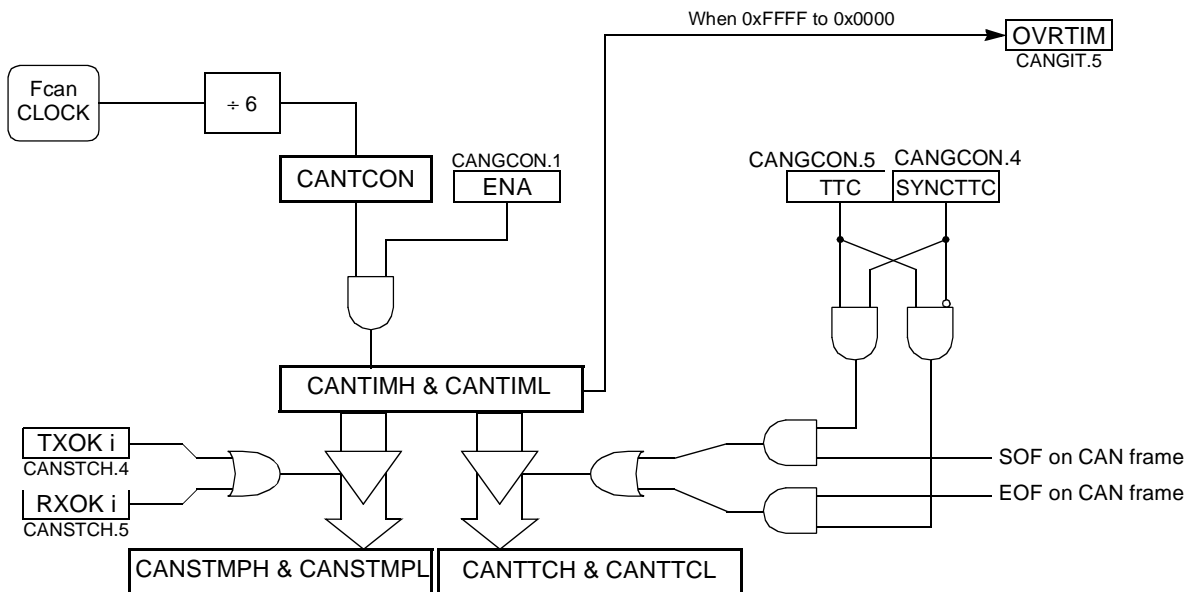 When 0xFFFF to 0x0000
OVRTIM
CANGIT.5
Fcan
CLOCK
÷ 6
CANTCON
CANGCON.1
ENA
CANGCON.5
CANGCON.4
TTC
SYNCTTC
CANTIMH & CANTIML
TXOK i
CANSTCH.4
RXOK i
CANSTCH.5
SOF on CAN frame
EOF on CAN frame
CANSTMPH & CANSTMPL
CANTTCH & CANTTCL